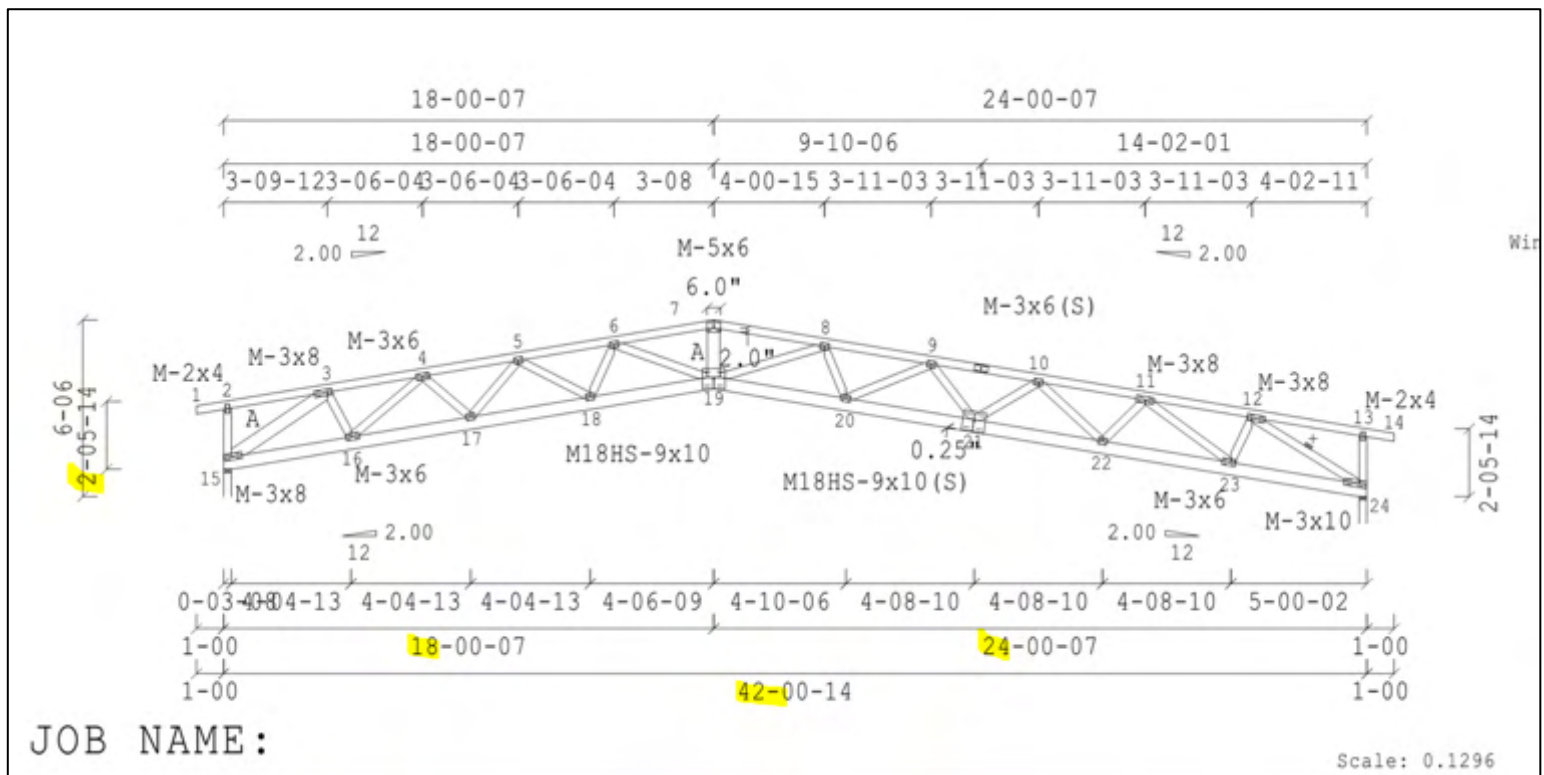 18-00-07 24-00-07
18-00-07 9-10-06 14-02-01
3-09-12 3-06-04 3-06-04 3-06-04 3-08 4-00-15 3-11-03 3-11-03 3-11-03 3-11-03 4-02-11
12 12
2.00 M-5x6 2.00
Win
6.0"
7 M-3x6(S)
6 8
M-3x6 5 A 2.0" 9
M-3x8 4 10 M-3x8
M-2x4 3 11 M-3x8
1 2 19 12 M-2x4
A 18 20 13 14
6-06
2-05-14
17 21
16 M18HS-9x10 0.25" 22
15 M-3x6 M18HS-9x10(S) 23
M-3x8 M-3x6 24
M-3x10
2-05-14
2.00 2.00
12 12
0-03-08 4-04-13 4-04-13 4-04-13 4-06-09 4-10-06 4-08-10 4-08-10 4-08-10 5-00-02
1-00 18-00-07 24-00-07 1-00
1-00 42-00-14 1-00
JOB NAME:
Scale: 0.1296